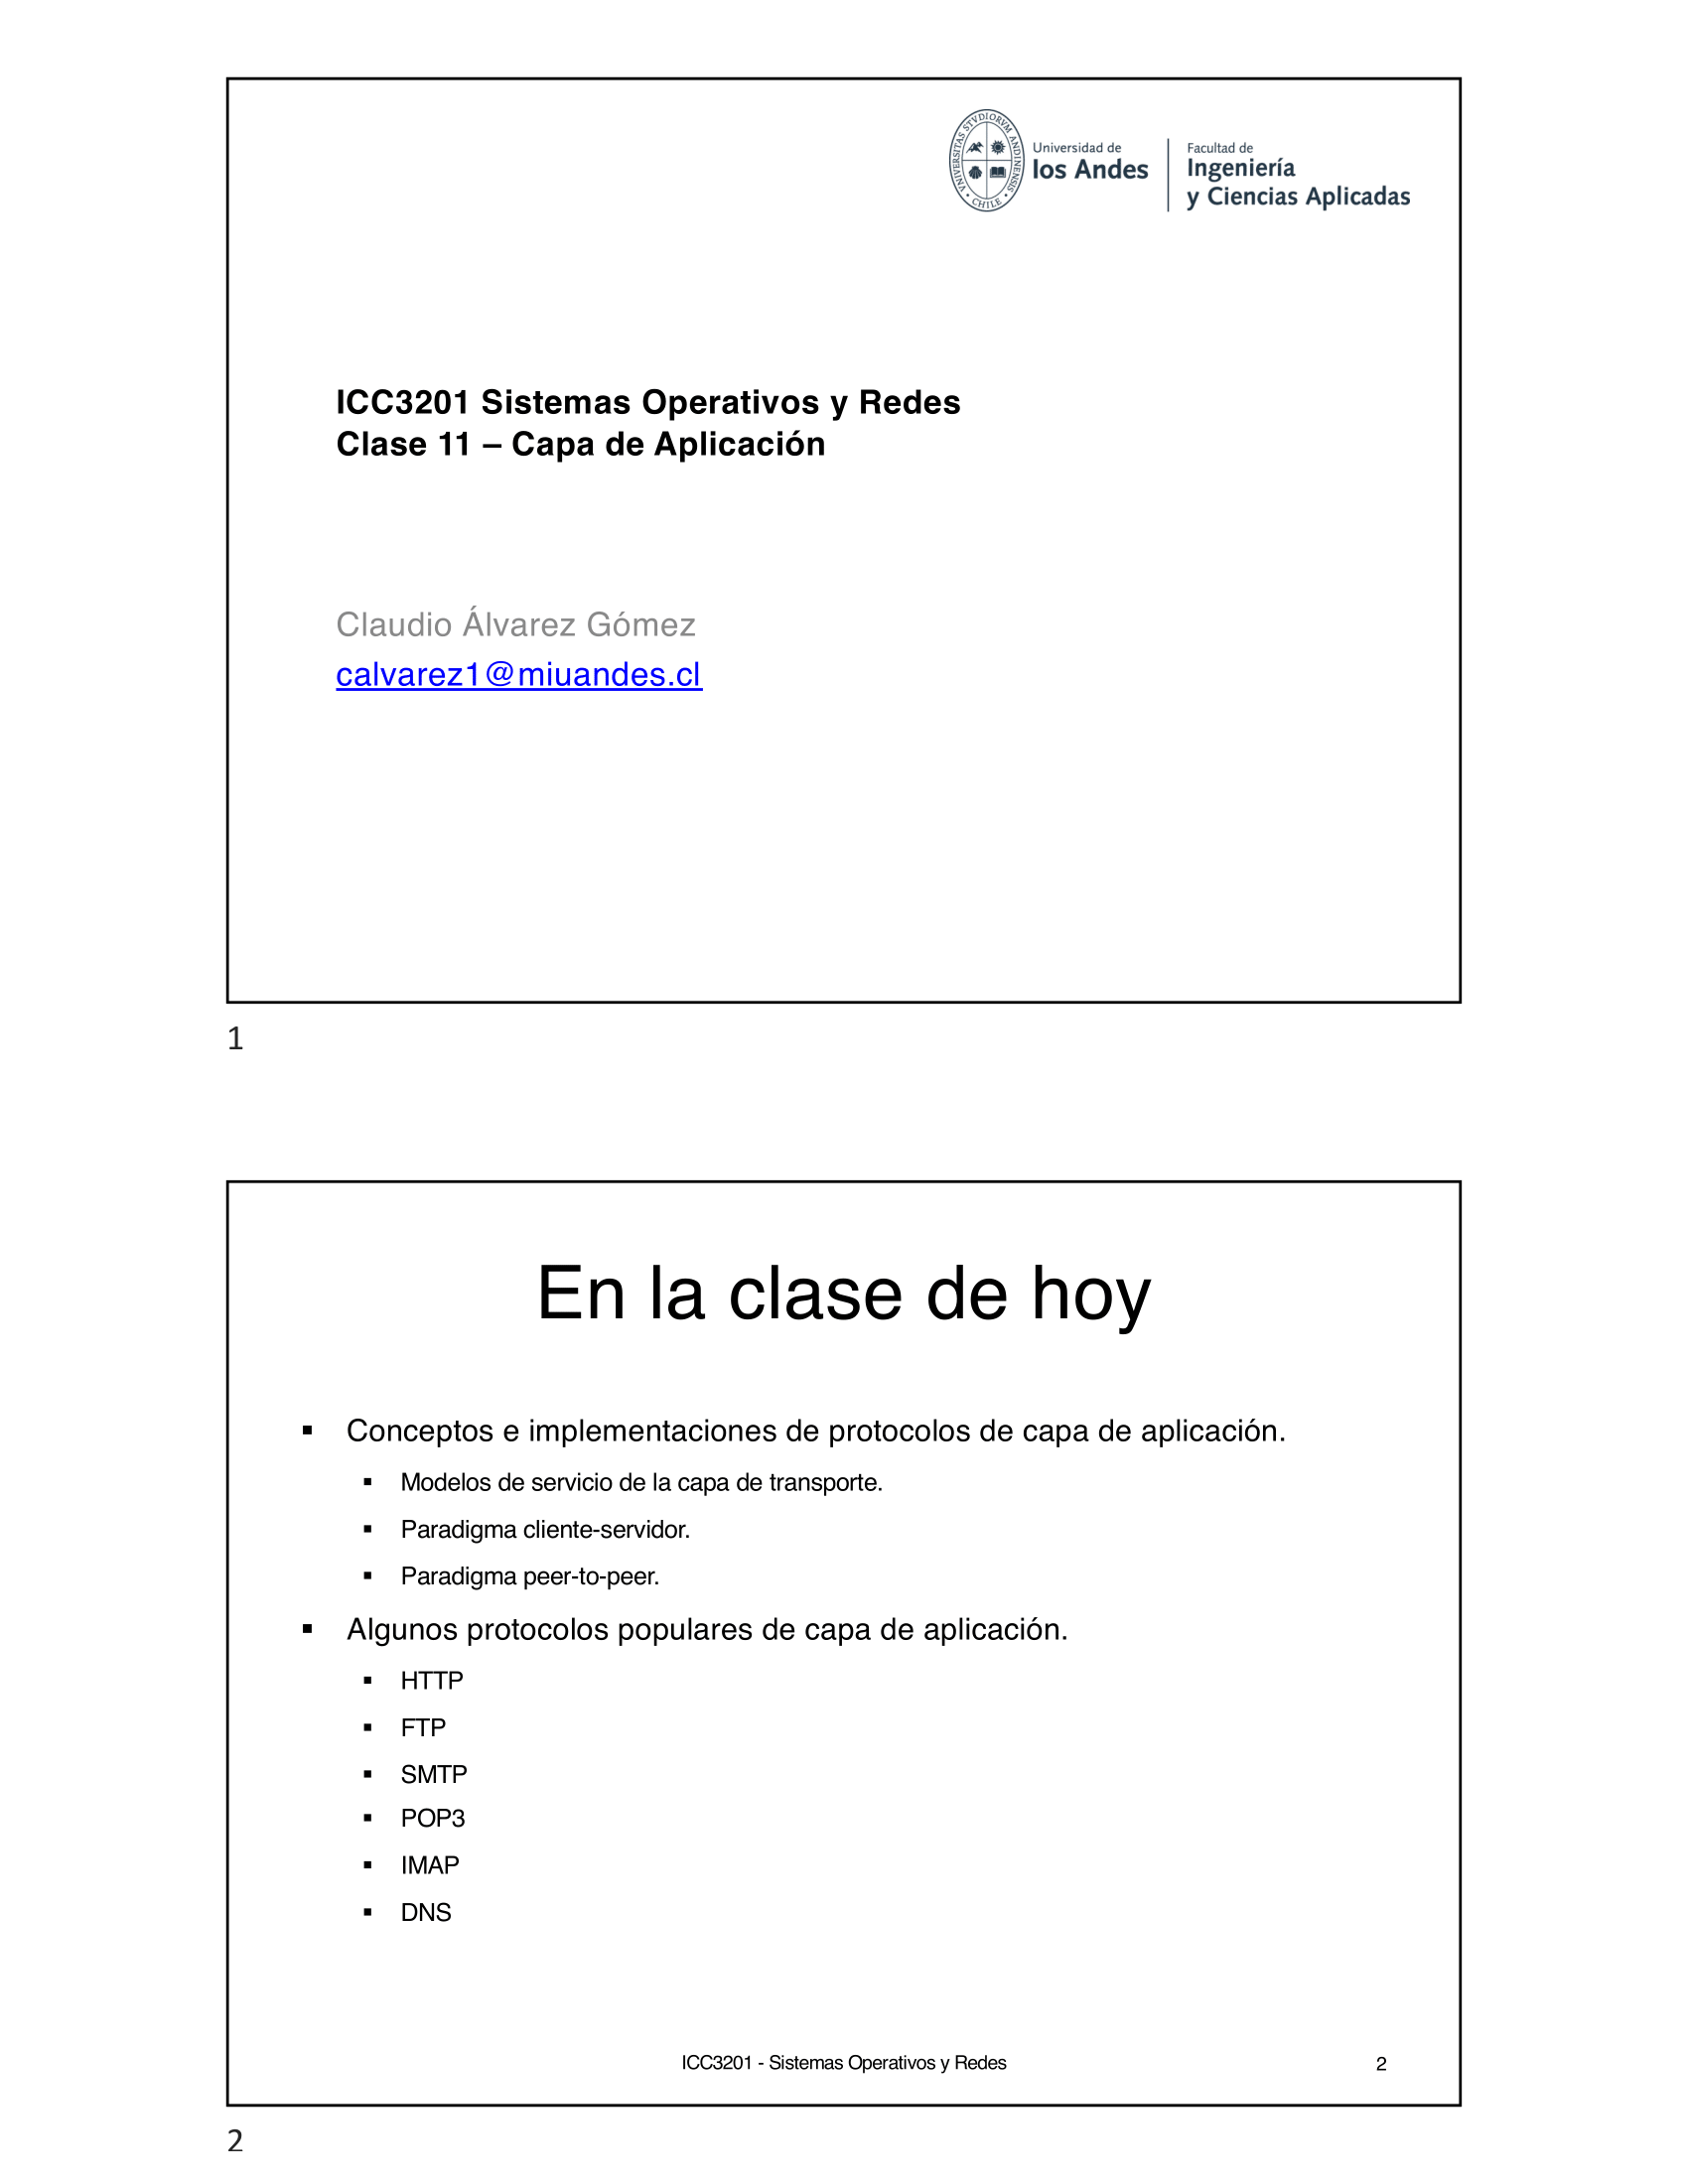 VNIVERSITAS STVDIORVM ANDINENSIS • CHILE •
Universidad de
los Andes
Facultad de
Ingeniería
y Ciencias Aplicadas
ICC3201 Sistemas Operativos y Redes
Clase 11 – Capa de Aplicación
Claudio Álvarez Gómez
calvarez1@miuandes.cl
1
En la clase de hoy
▪ Conceptos e implementaciones de protocolos de capa de aplicación.
▪ Modelos de servicio de la capa de transporte.
▪ Paradigma cliente-servidor.
▪ Paradigma peer-to-peer.
▪ Algunos protocolos populares de capa de aplicación.
▪ HTTP
▪ FTP
▪ SMTP
▪ POP3
▪ IMAP
▪ DNS
ICC3201 - Sistemas Operativos y Redes
2
2